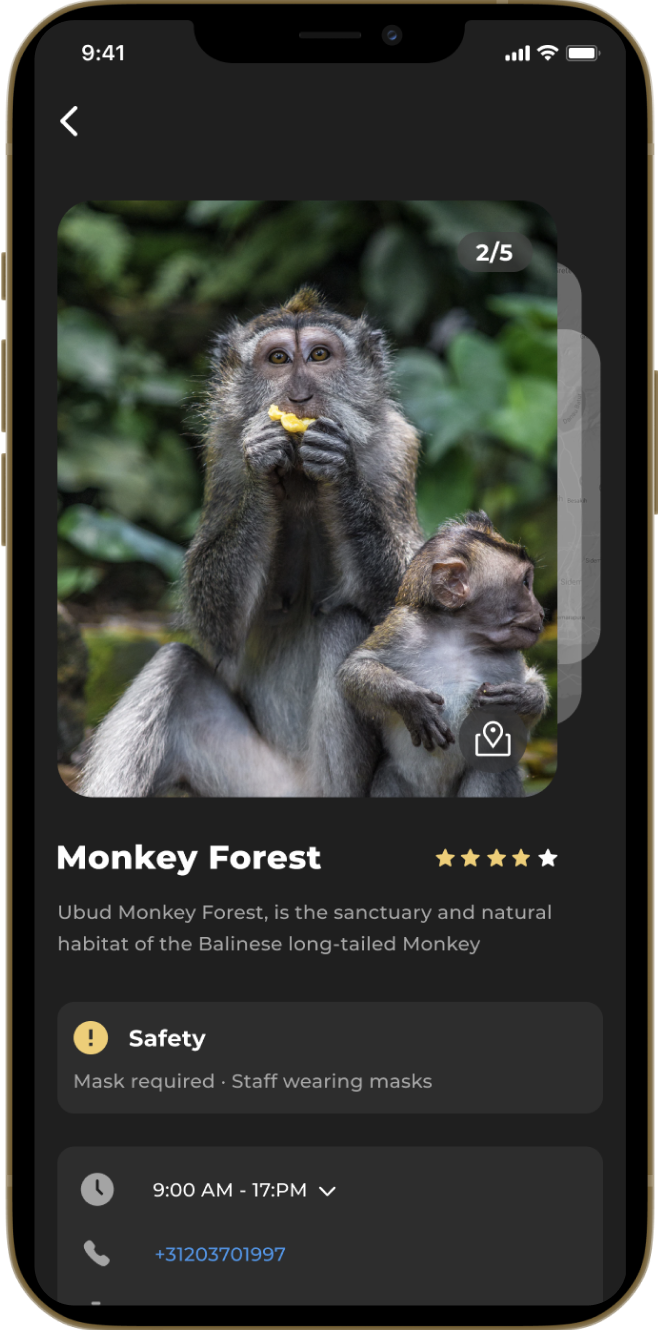 9:41
2/5
Monkey Forest
Ubud Monkey Forest, is the sanctuary and natural
habitat of the Balinese long-tailed Monkey
Safety
Mask required · Staff wearing masks
9:00 AM - 17:PM
+31203701997